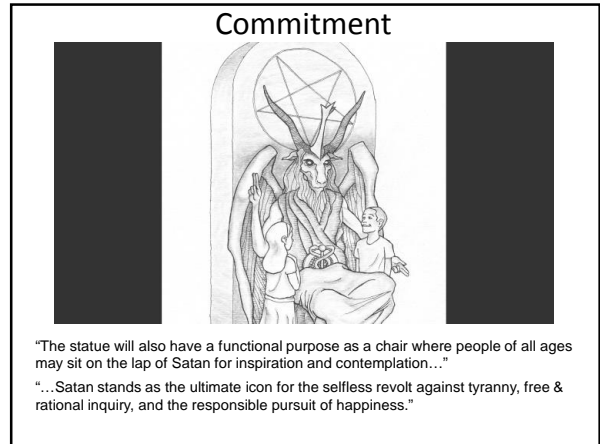 Commitment
“The statue will also have a functional purpose as a chair where people of all ages
may sit on the lap of Satan for inspiration and contemplation…”
“…Satan stands as the ultimate icon for the selfless revolt against tyranny, free &
rational inquiry, and the responsible pursuit of happiness.”